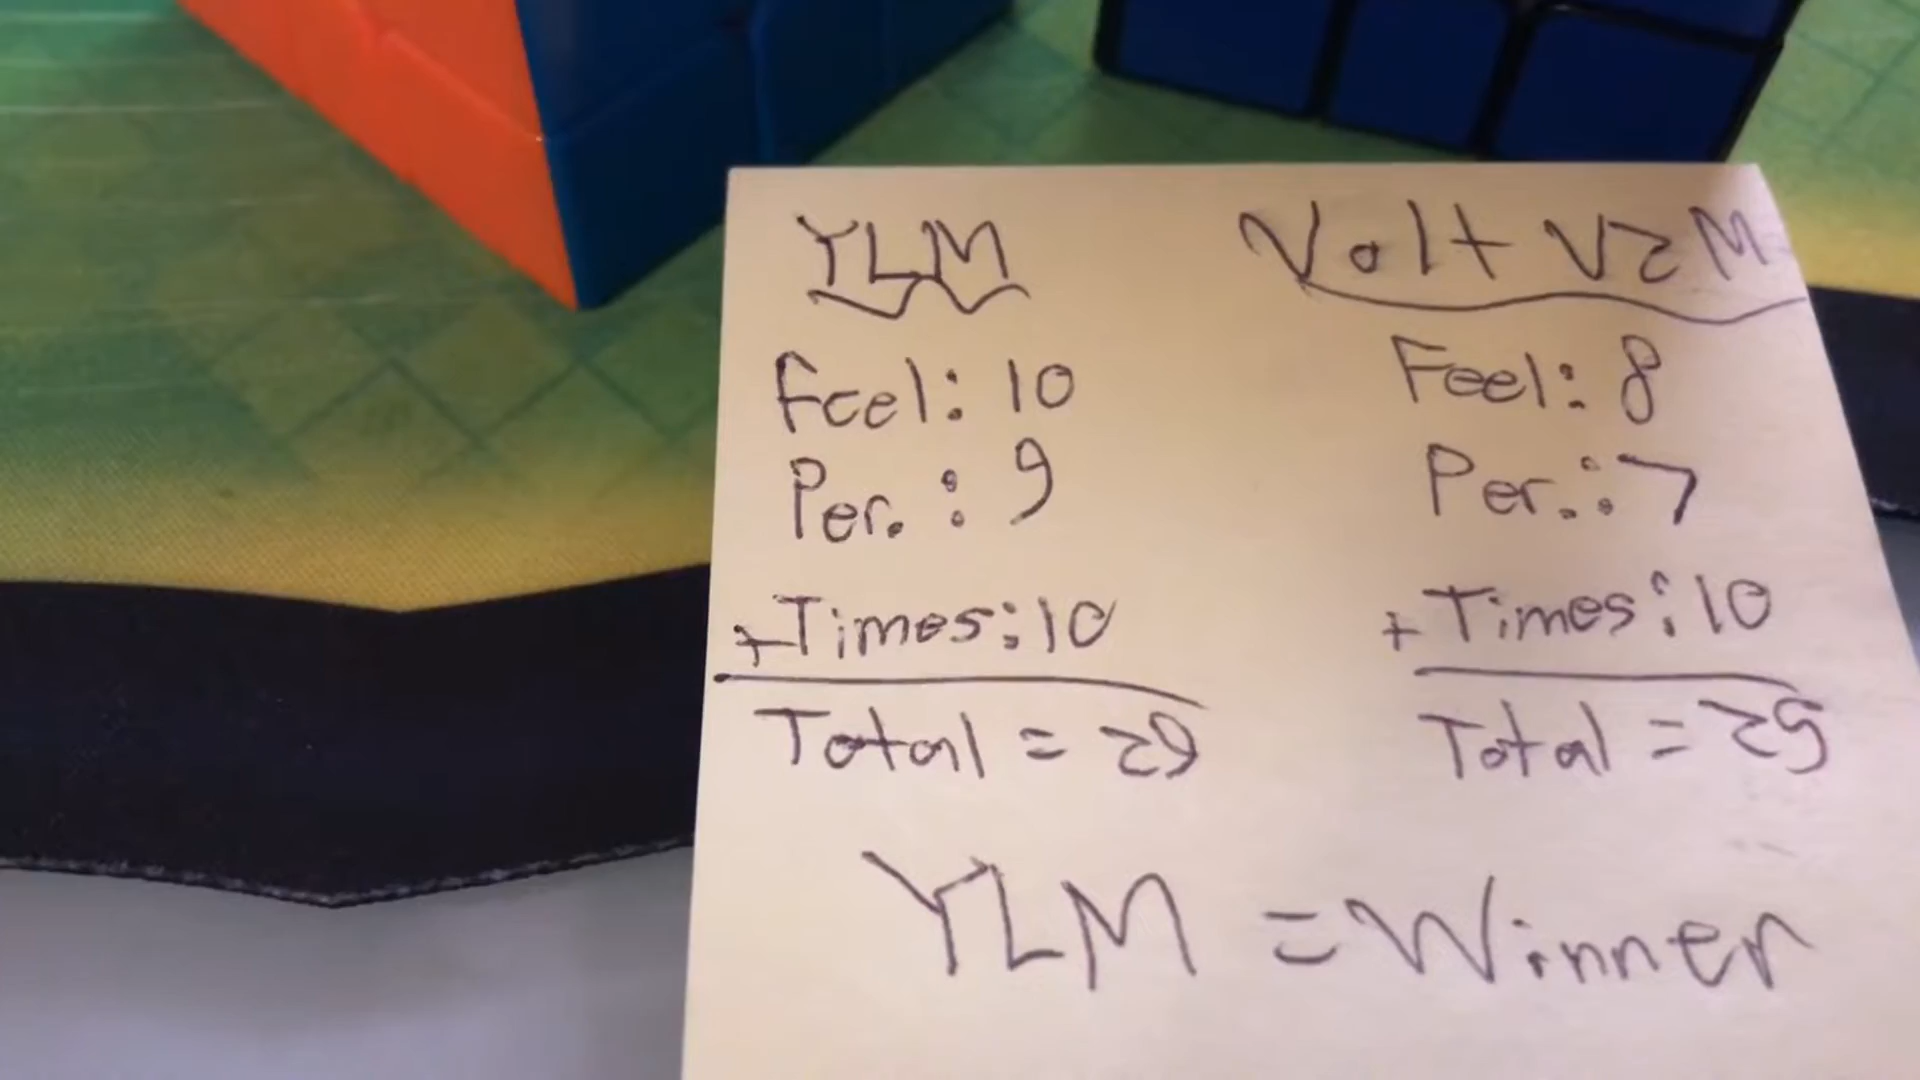 YLM
Feel: 10
Per. : 9
+Times: 10
Total = 29
Volt V2 M
Feel: 8
Per.: 7
+ Times: 10
Total = 25
YLM = Winner